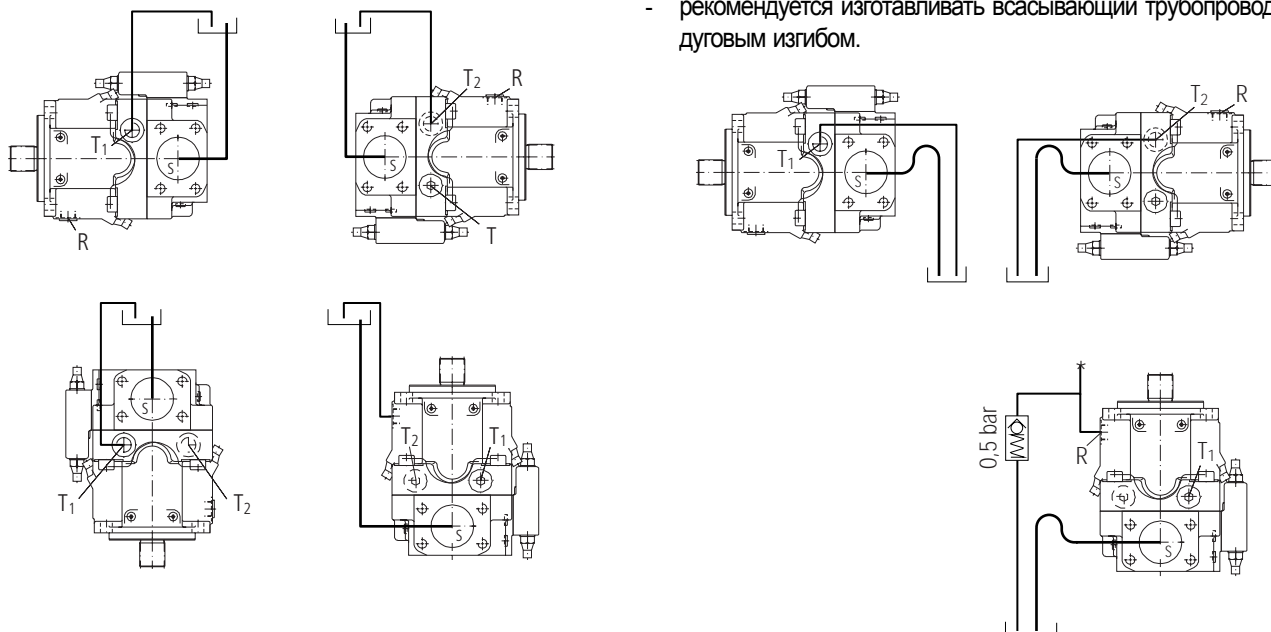 - рекомендуется изготавливать всасывающий трубопровод
дуговым изгибом.
T1
S
R
T2
R
S
T
T1
S
T2
R
S
T1
S
T2
T2
T1
S
0,5 bar
*
R
T1
S